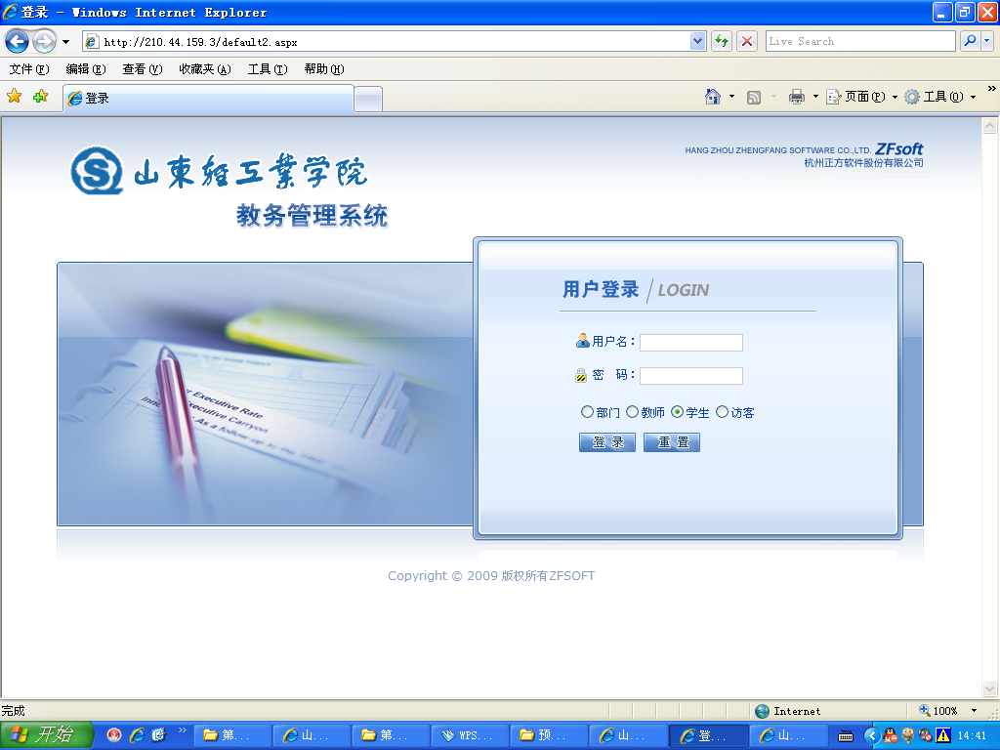 登录 - Windows Internet Explorer
http://210.44.159.3/default2.aspx
Live Search
文件(F) 编辑(E) 查看(V) 收藏夹(A) 工具(T) 帮助(H)
登录
页面(P) 工具(O) »
山東轻工業学院
教务管理系统
HANG ZHOU ZHENGFANG SOFTWARE CO.,LTD. ZFsoft
杭州正方软件股份有限公司
用户登录 / LOGIN
用户名：
密 码：
部门 教师 学生 访客
登 录 重 置
Executive Rate
Executive Carryon
As a follow-up to the
Copyright © 2009 版权所有ZFSOFT
完成 Internet 100%
开始 » 第... 山... 第... WPS... 预... 山... 登... 山... 14:41